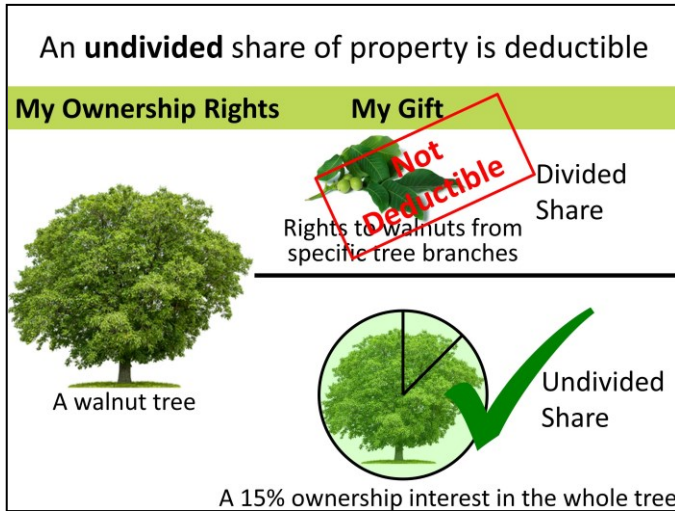 An undivided share of property is deductible
My Ownership Rights
My Gift
Not
Deductible
Divided
Share
Rights to walnuts from
specific tree branches
A walnut tree
Undivided
Share
A 15% ownership interest in the whole tree